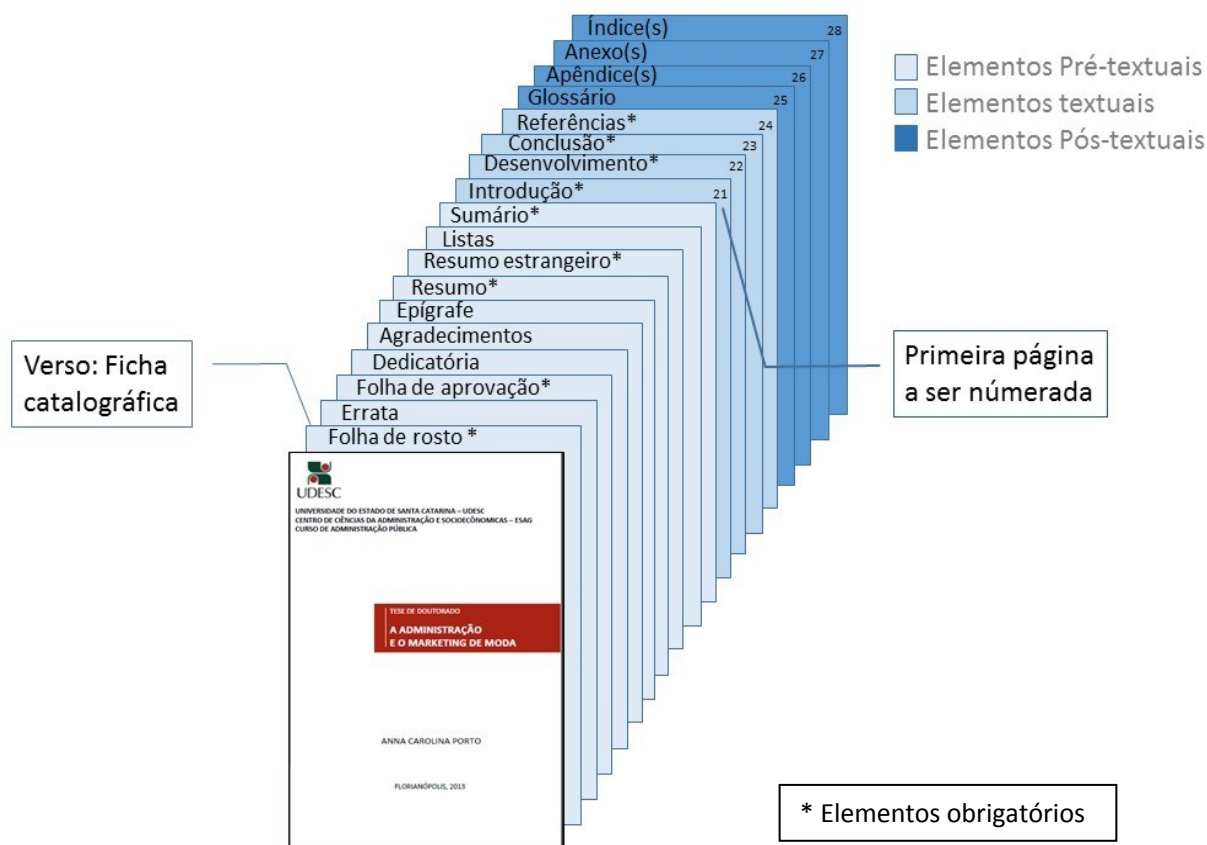 Índice(s) 28
Anexo(s) 27
Apêndice(s) 26
Glossário 25
Referências* 24
Conclusão* 23
Desenvolvimento* 22
Introdução* 21
Sumário*
Listas
Resumo estrangeiro*
Resumo*
Epígrafe
Agradecimentos
Dedicatória
Folha de aprovação*
Errata
Folha de rosto *
Elementos Pré-textuais
Elementos textuais
Elementos Pós-textuais
Verso: Ficha
catalográfica
Primeira página
a ser númerada
UDESC
UNIVERSIDADE DO ESTADO DE SANTA CATARINA – UDESC
CENTRO DE CIÊNCIAS DA ADMINISTRAÇÃO E SOCIOECÔNOMICAS – ESAG
CURSO DE ADMINISTRAÇÃO PÚBLICA
TESE DE DOUTORADO
A ADMINISTRAÇÃO
E O MARKETING DE MODA
ANNA CAROLINA PORTO
FLORIANÓPOLIS, 2013
* Elementos obrigatórios